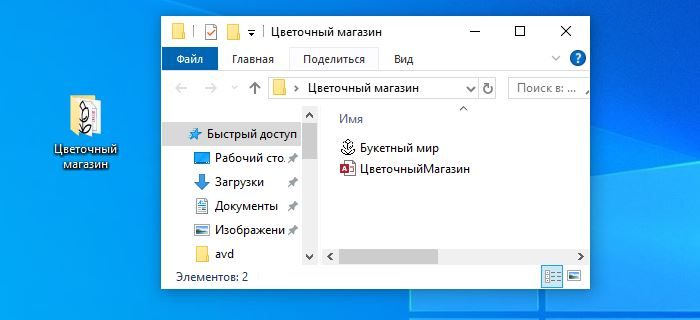 Цветочный магазин
Файл
Главная
Поделиться
Вид
Цветочный магазин
Поиск в: ...
Имя
Быстрый доступ
Рабочий сто.
Загрузки
Документы
Изображени
avd
Букетный мир
ЦветочныйМагазин
Элементов: 2
Цветочный
магазин